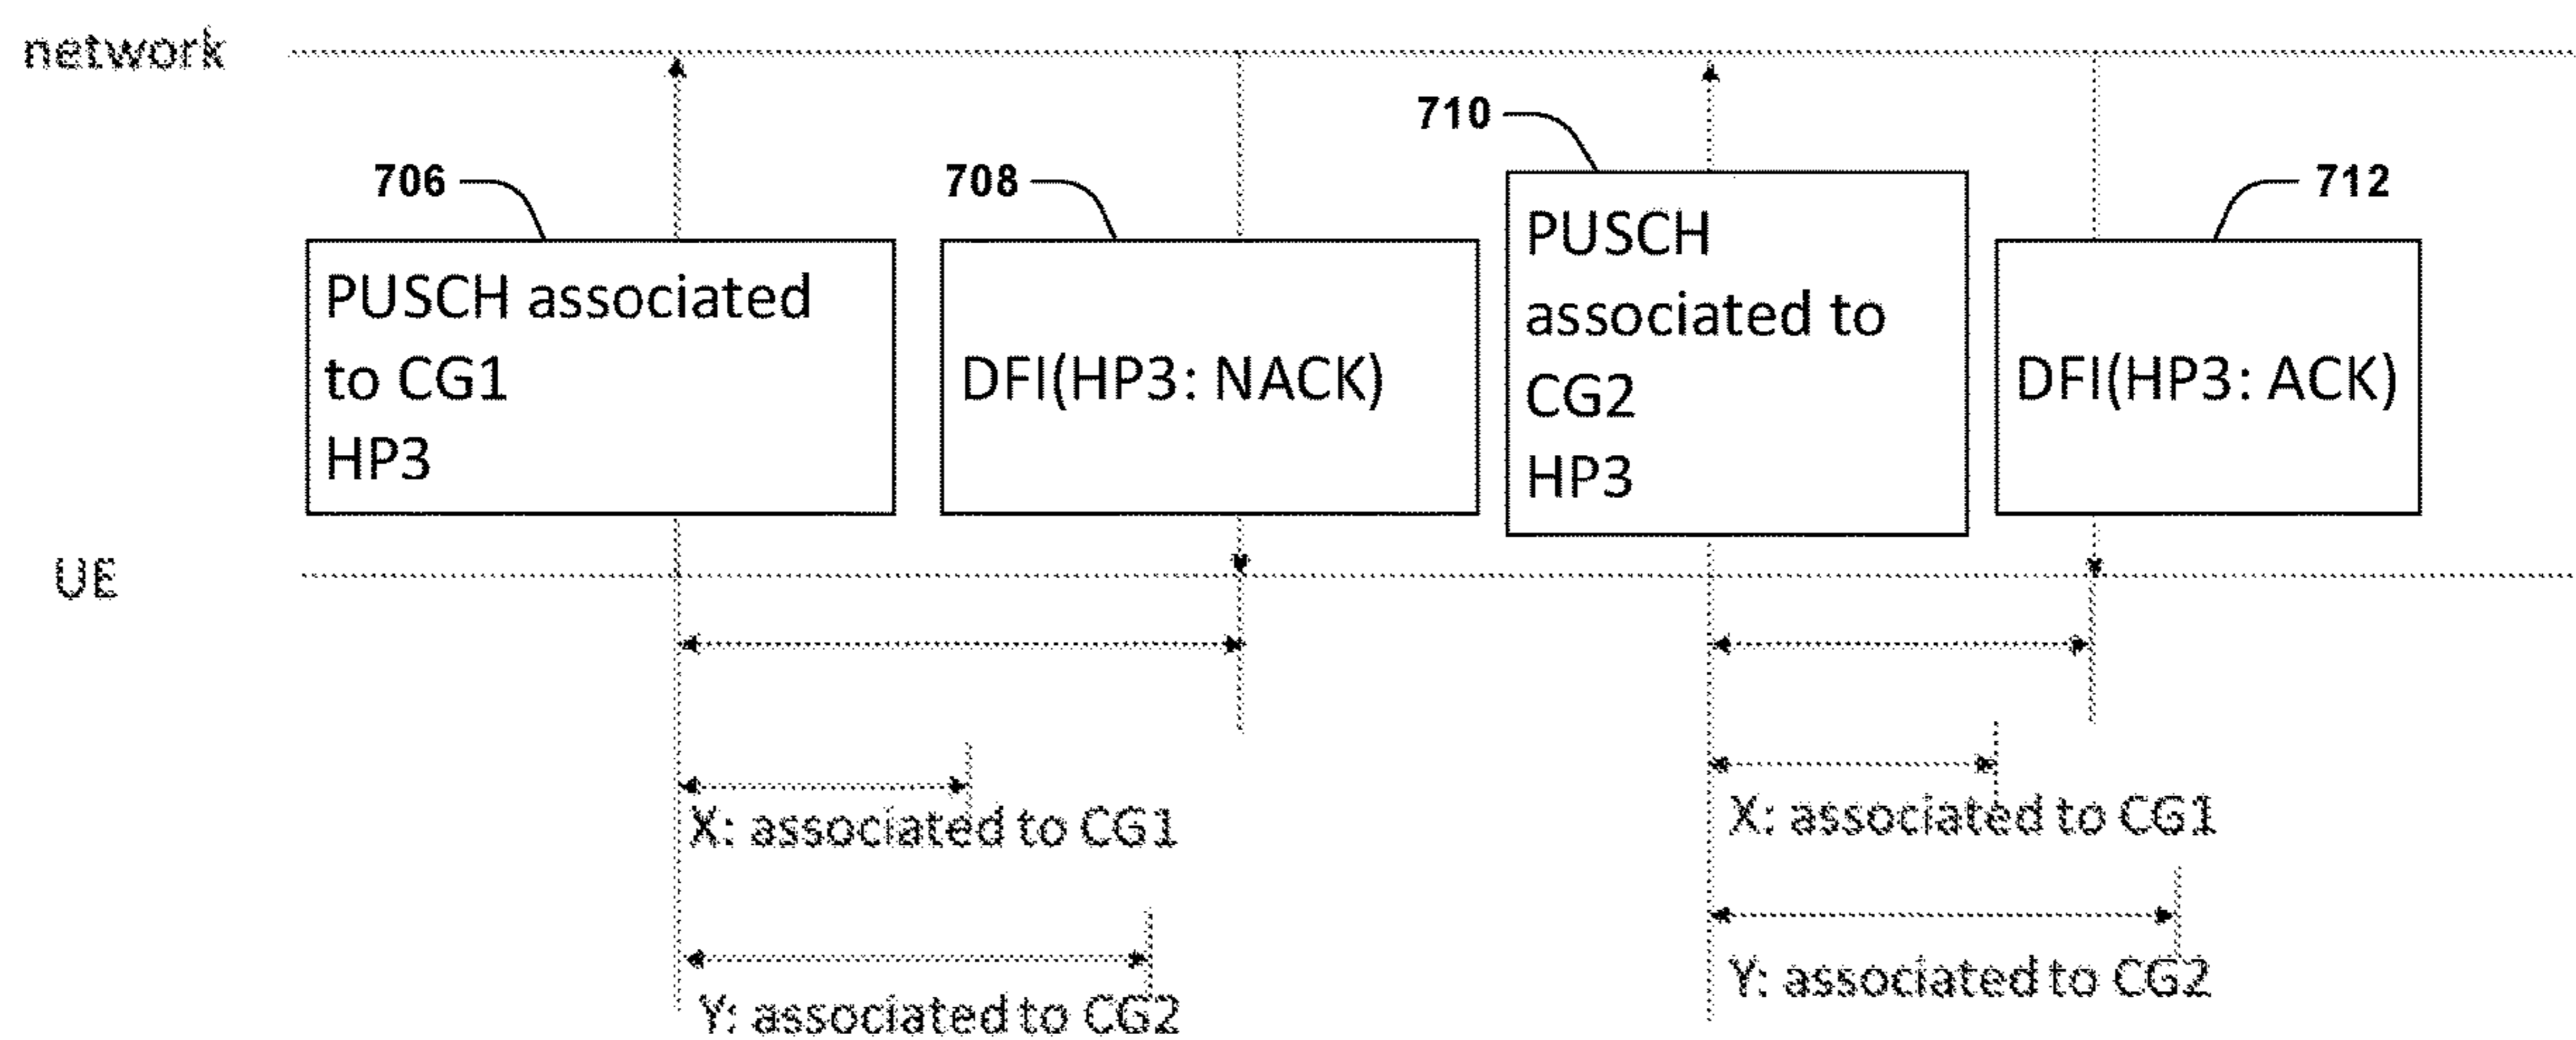 network
706
PUSCH associated
to CG1
HP3
708
DFI(HP3: NACK)
710
PUSCH
associated to
CG2
HP3
712
DFI(HP3: ACK)
UE
X: associated to CG1
Y: associated to CG2
X: associated to CG1
Y: associated to CG2